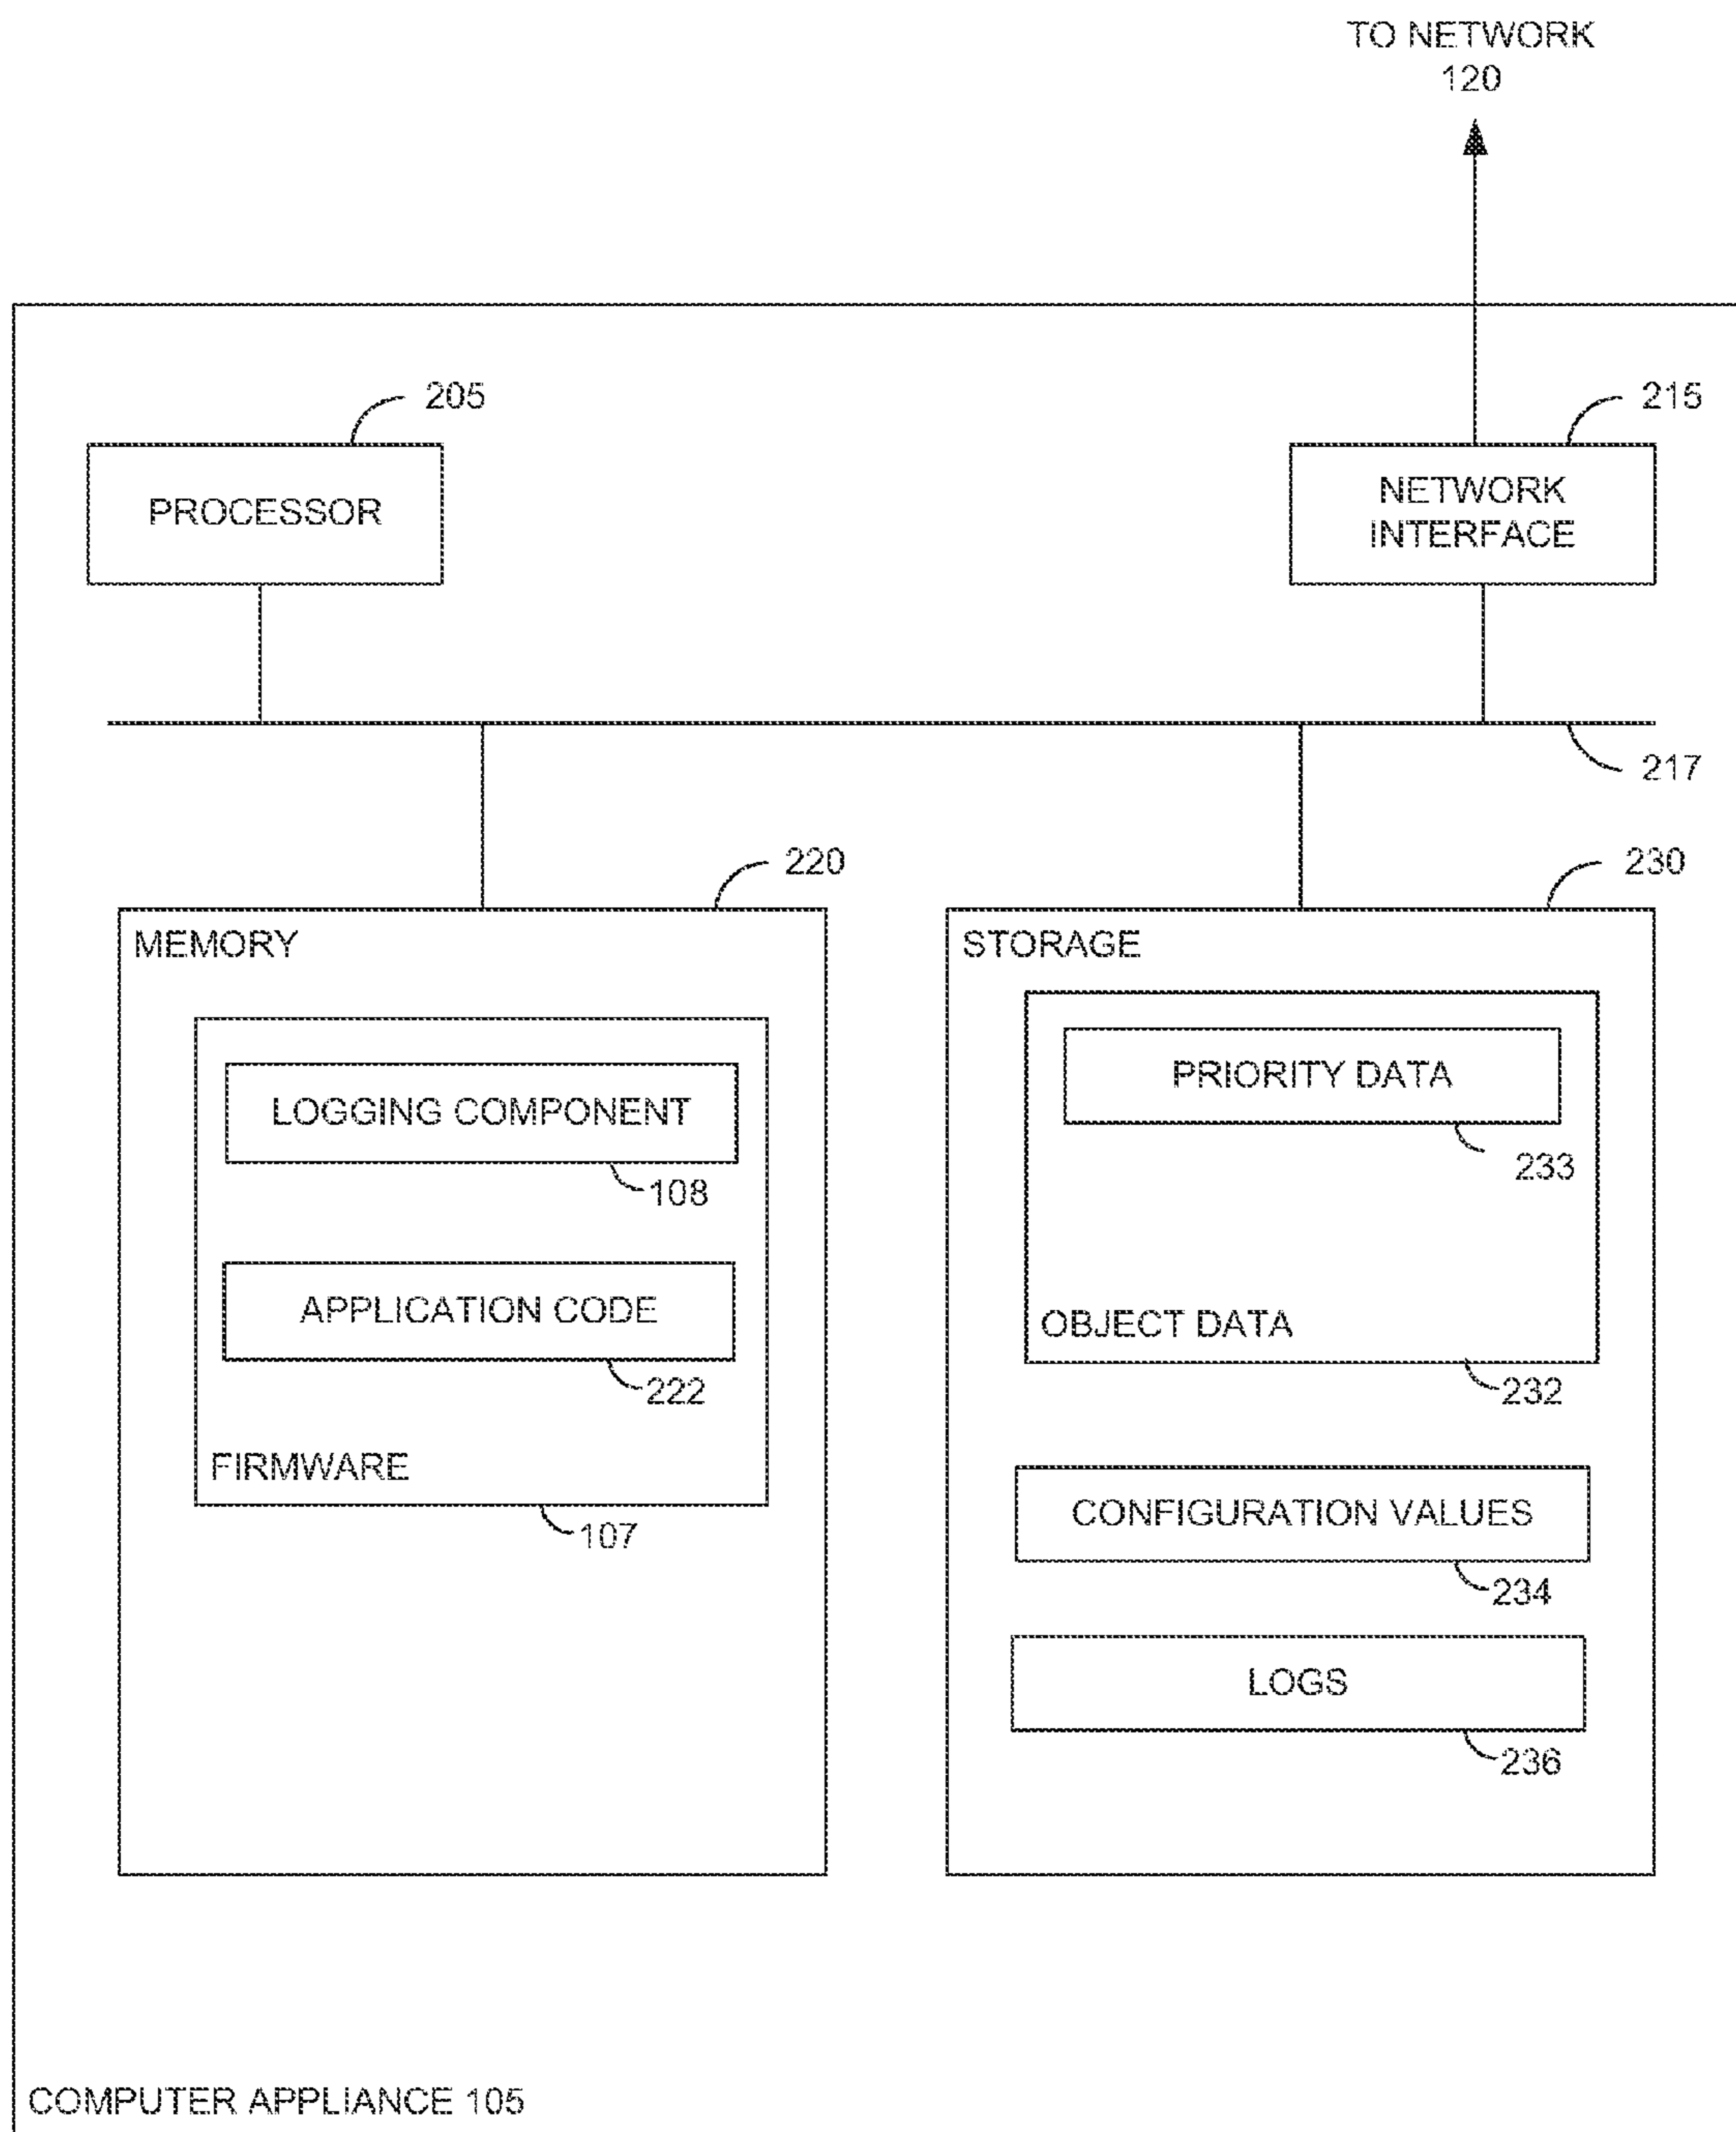 TO NETWORK
120
205
215
PROCESSOR
NETWORK
INTERFACE
217
220
230
MEMORY
STORAGE
LOGGING COMPONENT
108
APPLICATION CODE
222
FIRMWARE
107
PRIORITY DATA
233
OBJECT DATA
232
CONFIGURATION VALUES
234
LOGS
236
COMPUTER APPLIANCE 105